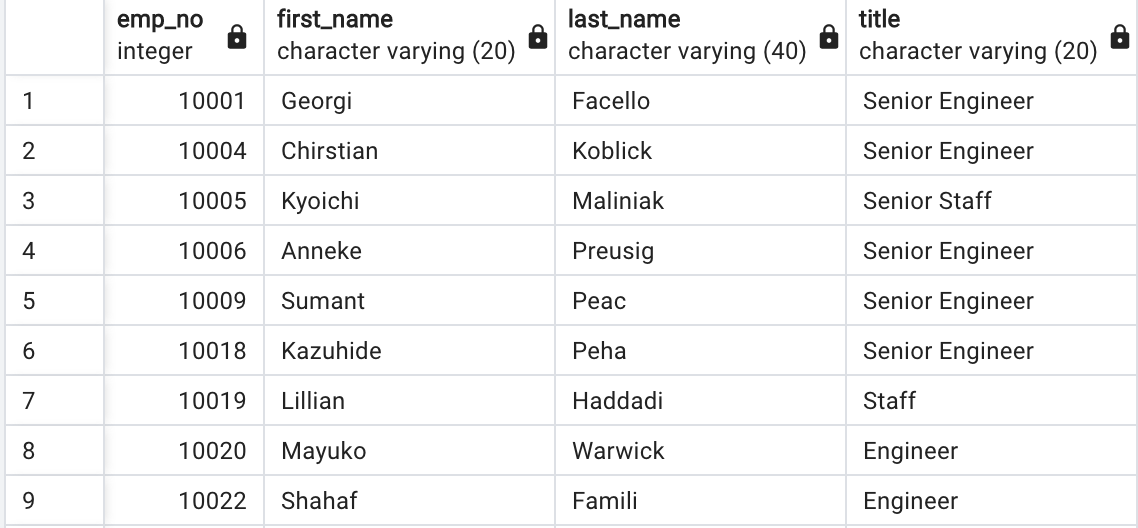 emp_no first_name last_name title
integer character varying (20) character varying (40) character varying (20)
1 10001 Georgi Facello Senior Engineer
2 10004 Chirstian Koblick Senior Engineer
3 10005 Kyoichi Maliniak Senior Staff
4 10006 Anneke Preusig Senior Engineer
5 10009 Sumant Peac Senior Engineer
6 10018 Kazuhide Peha Senior Engineer
7 10019 Lillian Haddadi Staff
8 10020 Mayuko Warwick Engineer
9 10022 Shahaf Famili Engineer